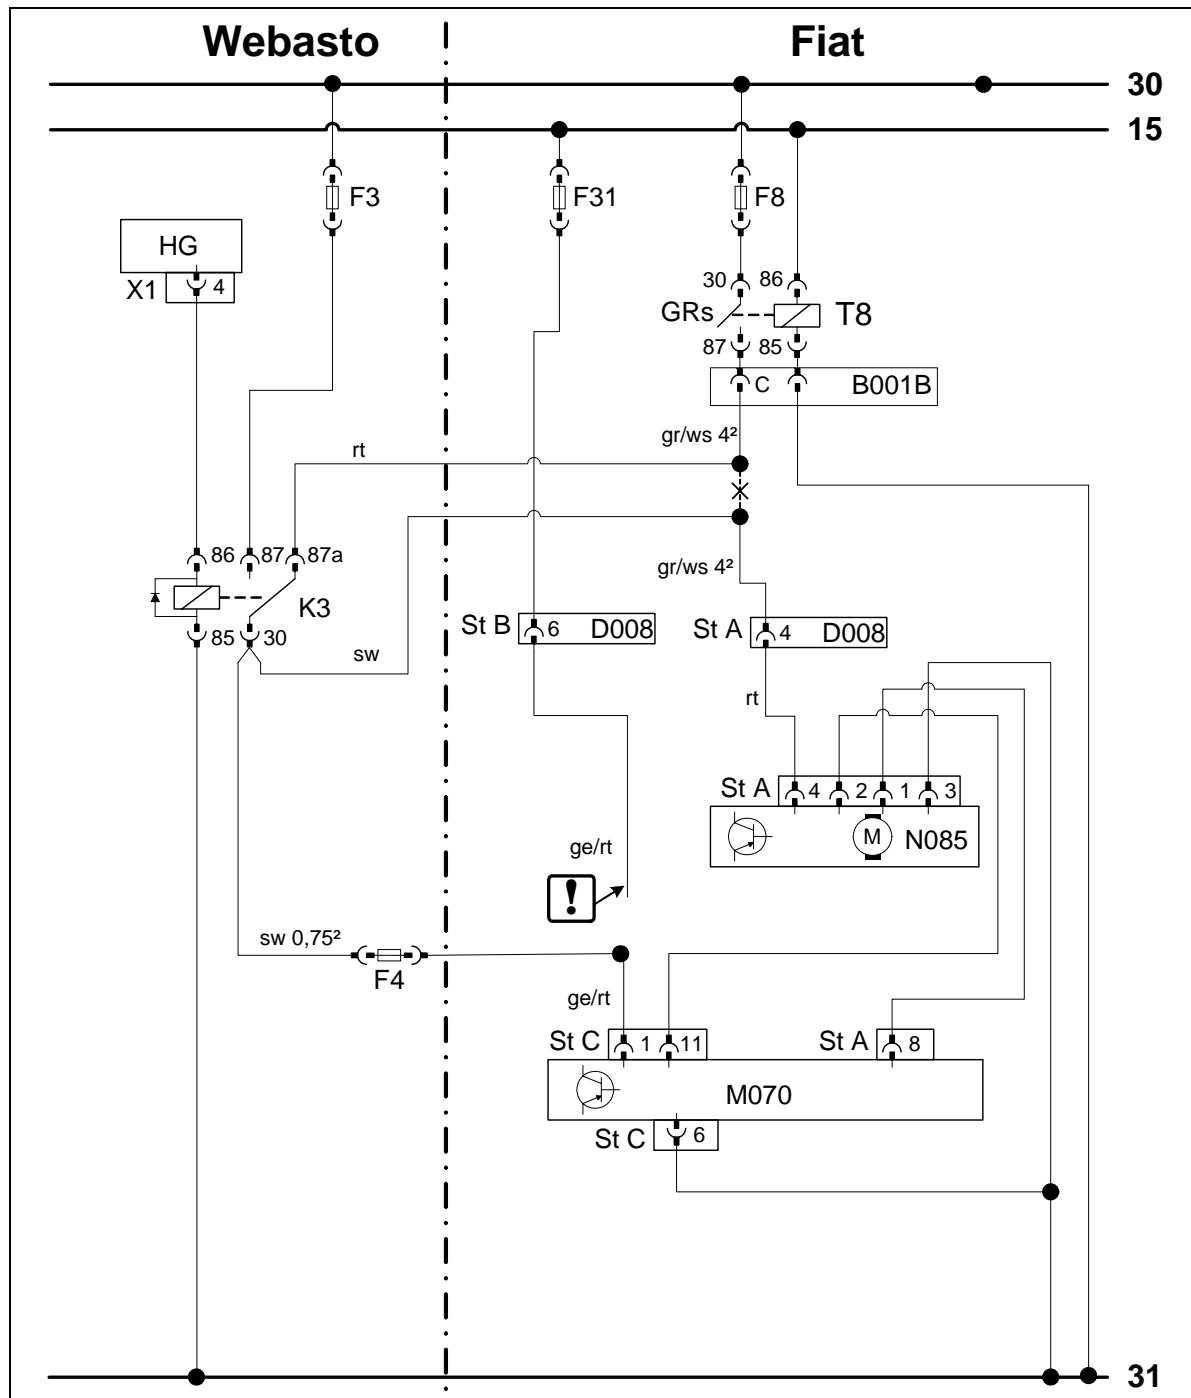 Webasto Fiat
30
15
F3 F31 F8
HG
X1 4
30 86
GRs T8
87 85
C B001B
gr/ws 4²
rt
86 87 87a
gr/ws 4²
K3
85 30
St B 6 D008 St A 4 D008
sw
rt
St A 4 2 1 3
M N085
ge/rt
!
sw 0,75²
F4
ge/rt
St C 1 11 St A 8
M070
St C 6
31